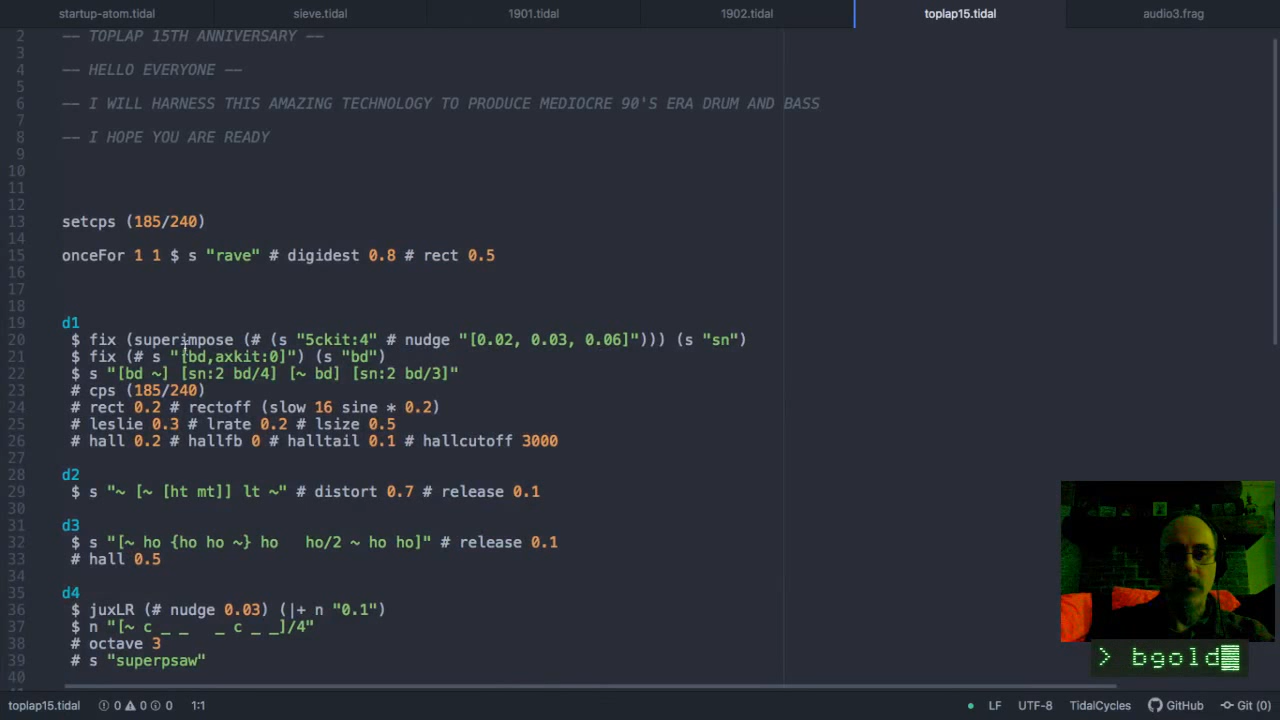 startup-atom.tidal sieve.tidal 1901.tidal 1902.tidal toplap15.tidal audio3.frag
2 -- TOPLAP 15TH ANNIVERSARY --
3
4 -- HELLO EVERYONE --
5
6 -- I WILL HARNESS THIS AMAZING TECHNOLOGY TO PRODUCE MEDIOCRE 90'S ERA DRUM AND BASS
7
8 -- I HOPE YOU ARE READY
9
10
11
12
13 setcps (185/240)
14
15 onceFor 1 1 $ s "rave" # digidest 0.8 # rect 0.5
16
17
18
19 d1
20 $ fix (superimpose (# (s "5ckit:4" # nudge "[0.02, 0.03, 0.06]"))) (s "sn")
21 $ fix (# s "[bd,axkit:0]") (s "bd")
22 $ s "[bd ~] [sn:2 bd/4] [~ bd] [sn:2 bd/3]"
23 # cps (185/240)
24 # rect 0.2 # rectoff (slow 16 sine * 0.2)
25 # leslie 0.3 # lrate 0.2 # lsize 0.5
26 # hall 0.2 # hallfb 0 # halltail 0.1 # hallcutoff 3000
27
28 d2
29 $ s "~ [~ [ht mt]] lt ~" # distort 0.7 # release 0.1
30
31 d3
32 $ s "[~ ho {ho ho ~} ho   ho/2 ~ ho ho]" # release 0.1
33 # hall 0.5
34
35 d4
36 $ juxLR (# nudge 0.03) (|+ n "0.1")
37 $ n "[~ c _ _   _ c _ _]/4"
38 # octave 3
39 # s "superpsaw"
40
> bgold
toplap15.tidal 0 0 0 1:1 LF UTF-8 TidalCycles GitHub Git (0)